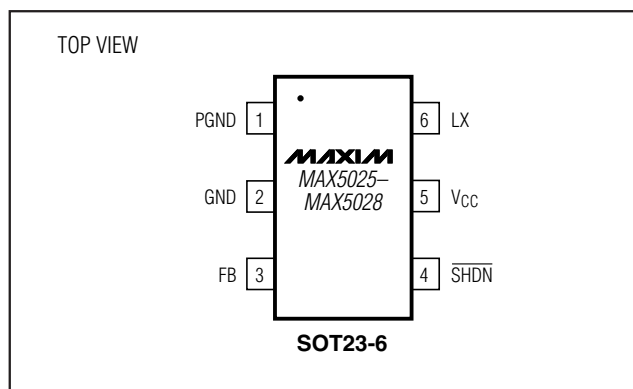 TOP VIEW
PGND 1
6 LX
MAXIM
MAX5025–
MAX5028
GND 2
5 VCC
FB 3
4 SHDN
SOT23-6